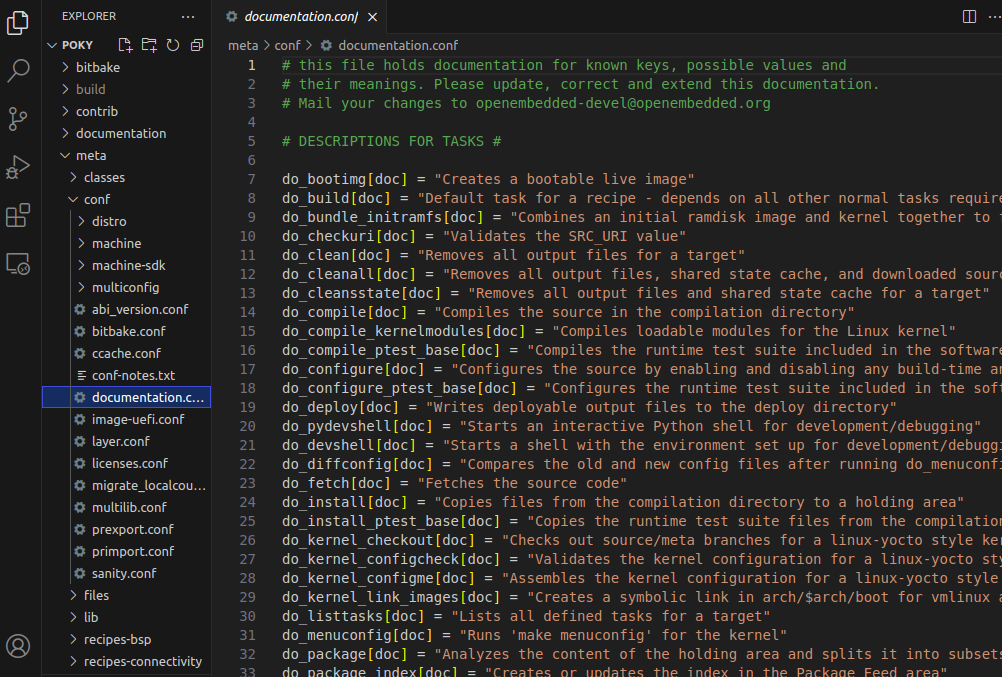 EXPLORER
POKY
bitbake
build
contrib
documentation
meta
classes
conf
distro
machine
machine-sdk
multiconfig
abi_version.conf
bitbake.conf
ccache.conf
conf-notes.txt
documentation.c...
image-uefi.conf
layer.conf
licenses.conf
migrate_localcou...
multilib.conf
prexport.conf
primport.conf
sanity.conf
files
lib
recipes-bsp
recipes-connectivity
documentation.conf
meta > conf > documentation.conf
1 # this file holds documentation for known keys, possible values and
2 # their meanings. Please update, correct and extend this documentation.
3 # Mail your changes to openembedded-devel@openembedded.org
4
5 # DESCRIPTIONS FOR TASKS #
6
7 do_bootimg[doc] = "Creates a bootable live image"
8 do_build[doc] = "Default task for a recipe - depends on all other normal tasks require
9 do_bundle_initramfs[doc] = "Combines an initial ramdisk image and kernel together to
10 do_checkuri[doc] = "Validates the SRC_URI value"
11 do_clean[doc] = "Removes all output files for a target"
12 do_cleanall[doc] = "Removes all output files, shared state cache, and downloaded sourc
13 do_cleansstate[doc] = "Removes all output files and shared state cache for a target"
14 do_compile[doc] = "Compiles the source in the compilation directory"
15 do_compile_kernelmodules[doc] = "Compiles loadable modules for the Linux kernel"
16 do_compile_ptest_base[doc] = "Compiles the runtime test suite included in the software
17 do_configure[doc] = "Configures the source by enabling and disabling any build-time an
18 do_configure_ptest_base[doc] = "Configures the runtime test suite included in the soft
19 do_deploy[doc] = "Writes deployable output files to the deploy directory"
20 do_pydevshell[doc] = "Starts an interactive Python shell for development/debugging"
21 do_devshell[doc] = "Starts a shell with the environment set up for development/debuggi
22 do_diffconfig[doc] = "Compares the old and new config files after running do_menuconfi
23 do_fetch[doc] = "Fetches the source code"
24 do_install[doc] = "Copies files from the compilation directory to a holding area"
25 do_install_ptest_base[doc] = "Copies the runtime test suite files from the compilation
26 do_kernel_checkout[doc] = "Checks out source/meta branches for a linux-yocto style ker
27 do_kernel_configcheck[doc] = "Validates the kernel configuration for a linux-yocto sty
28 do_kernel_configme[doc] = "Assembles the kernel configuration for a linux-yocto style
29 do_kernel_link_images[doc] = "Creates a symbolic link in arch/$arch/boot for vmlinux a
30 do_listtasks[doc] = "Lists all defined tasks for a target"
31 do_menuconfig[doc] = "Runs 'make menuconfig' for the kernel"
32 do_package[doc] = "Analyzes the content of the holding area and splits it into subsets
33 do_package_index[doc] = "Creates or updates the index in the Package Feed area"